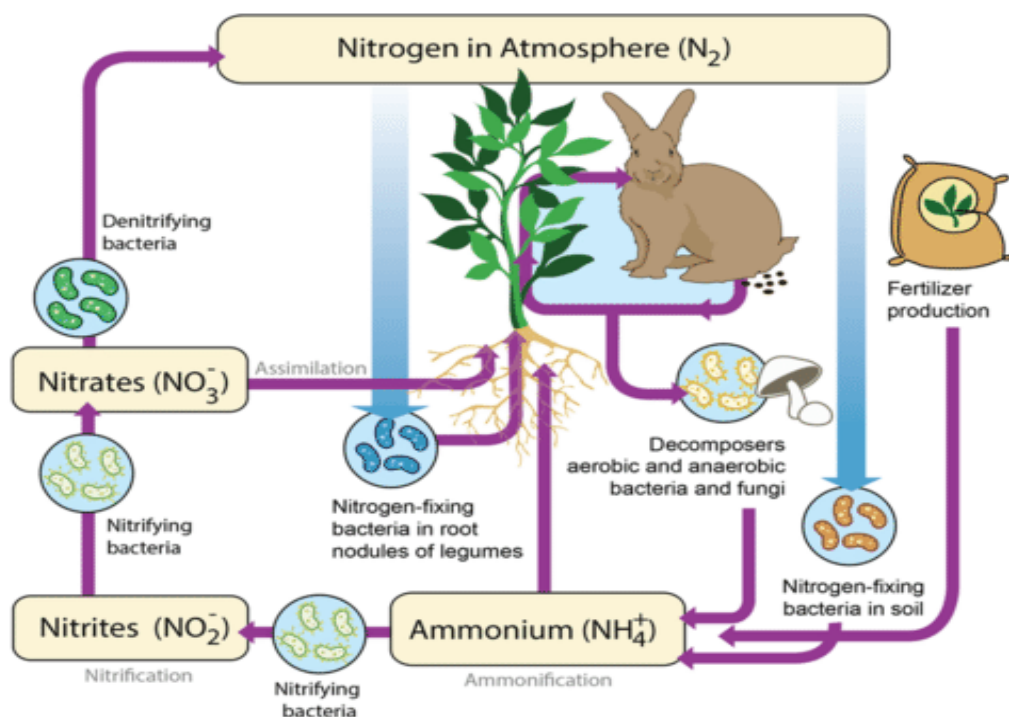 Nitrogen in Atmosphere (N₂)
Denitrifying
bacteria
Fertilizer
production
Nitrates (NO₃⁻)
Assimilation
Decomposers
aerobic and anaerobic
bacteria and fungi
Nitrogen-fixing
bacteria in root
nodules of legumes
Nitrifying
bacteria
Nitrogen-fixing
bacteria in soil
Nitrites (NO₂⁻)
Ammonium (NH₄⁺)
Nitrification
Ammonification
Nitrifying
bacteria